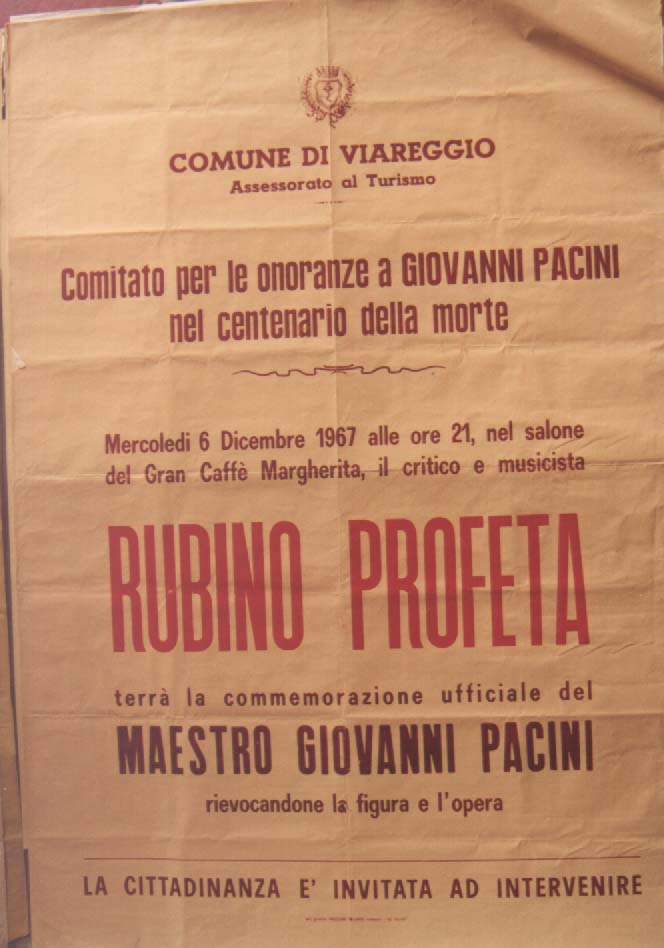 COMUNE DI VIAREGGIO
Assessorato al Turismo
Comitato per le onoranze a GIOVANNI PACINI
nel centenario della morte
Mercoledi 6 Dicembre 1967 alle ore 21, nel salone
del Gran Caffè Margherita, il critico e musicista
RUBINO PROFETA
terrà la commemorazione ufficiale del
MAESTRO GIOVANNI PACINI
rievocandone la figura e l'opera
LA CITTADINANZA E' INVITATA AD INTERVENIRE